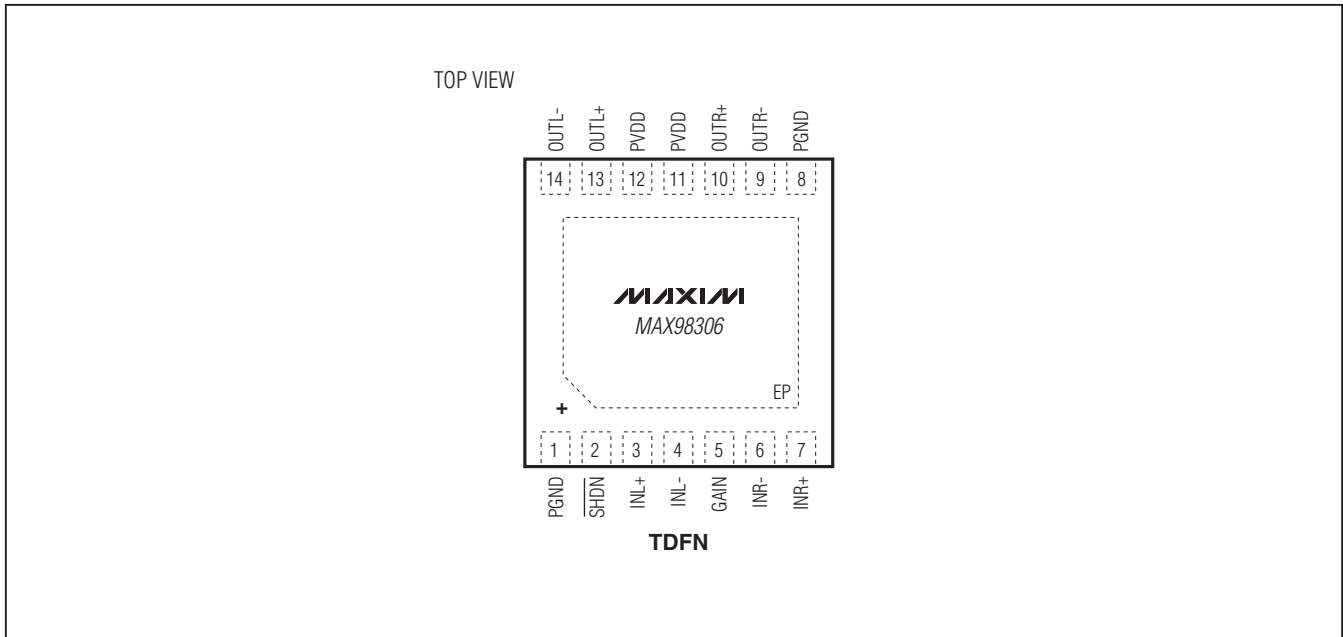 TOP VIEW
OUTL- OUTL+ PVDD PVDD OUTR+ OUTR- PGND
14 13 12 11 10 9 8
MAXIM
MAX98306
EP
+
1 2 3 4 5 6 7
PGND SHDN INL+ INL- GAIN INR- INR+
TDFN